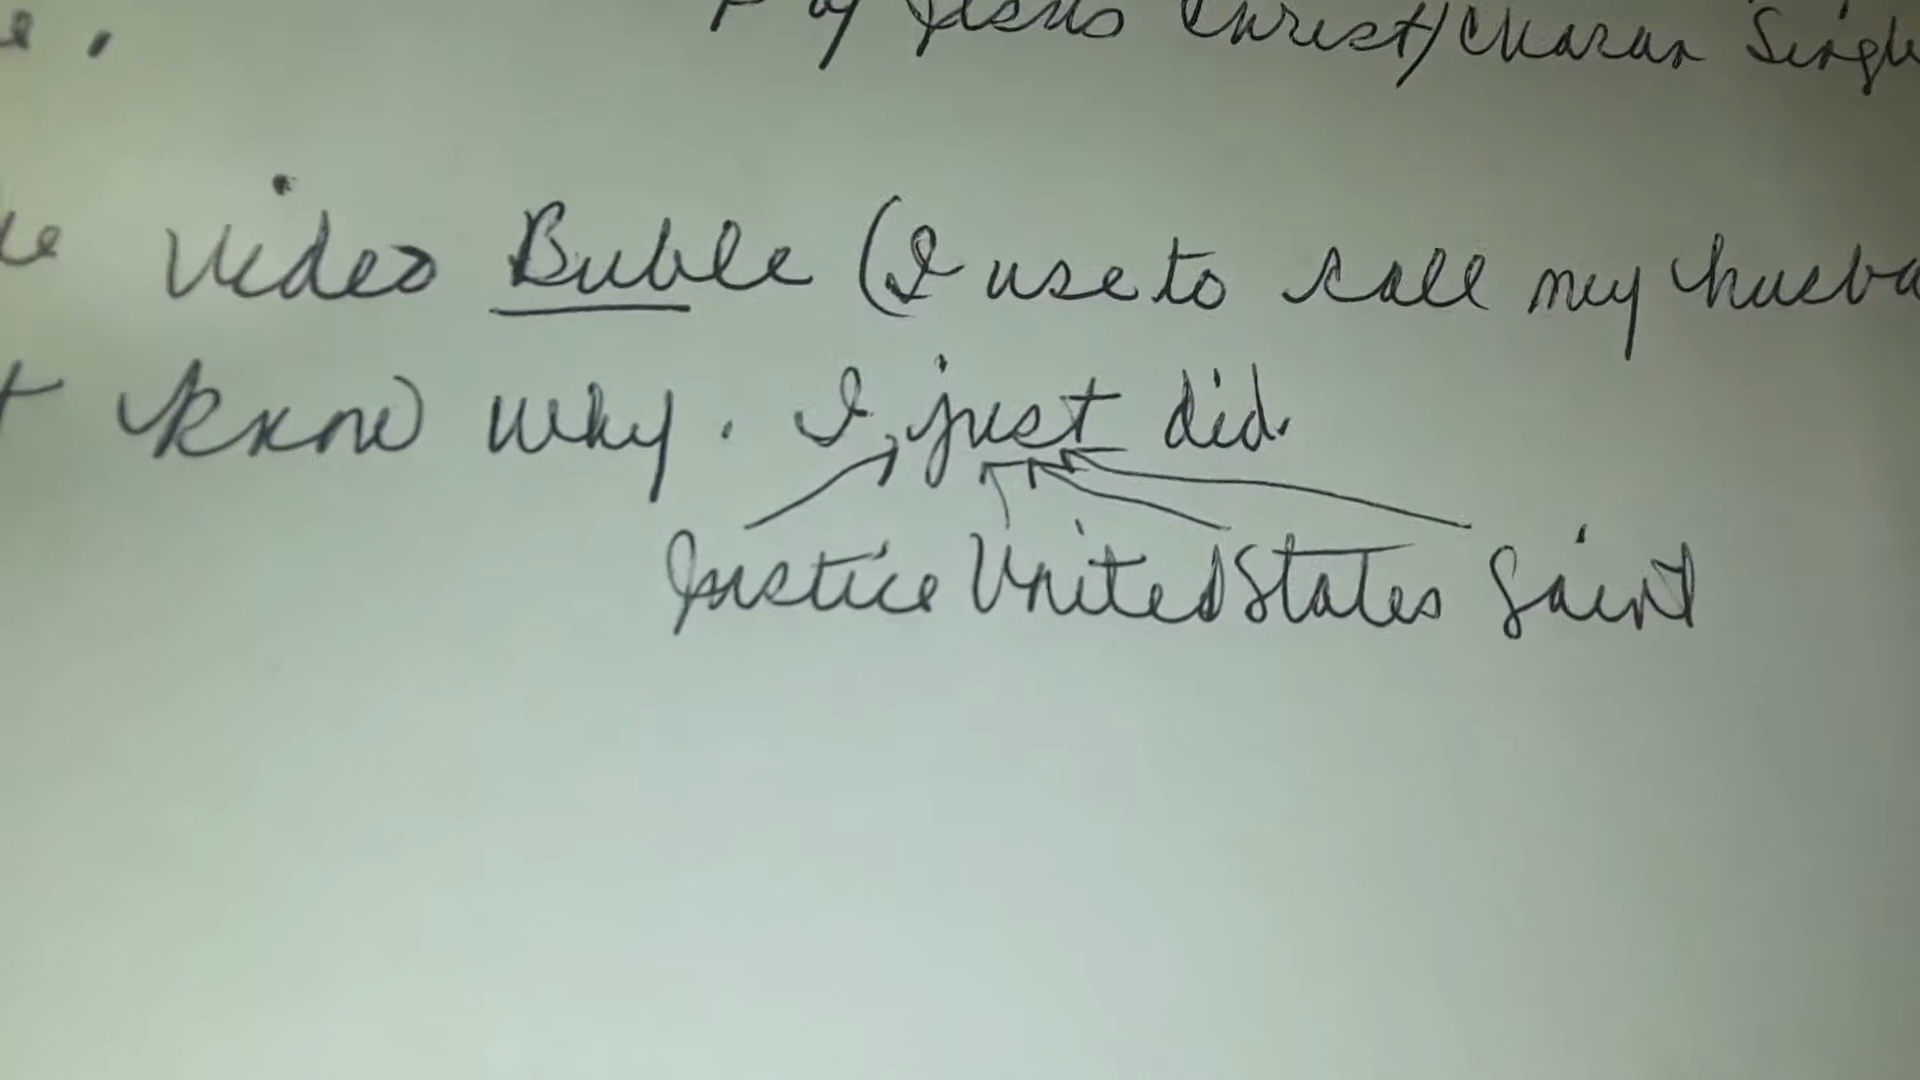 of Jesus Christ/Charan Singh
video Buble (I use to call my husba
t know why. I just did.
Justice United States Saint